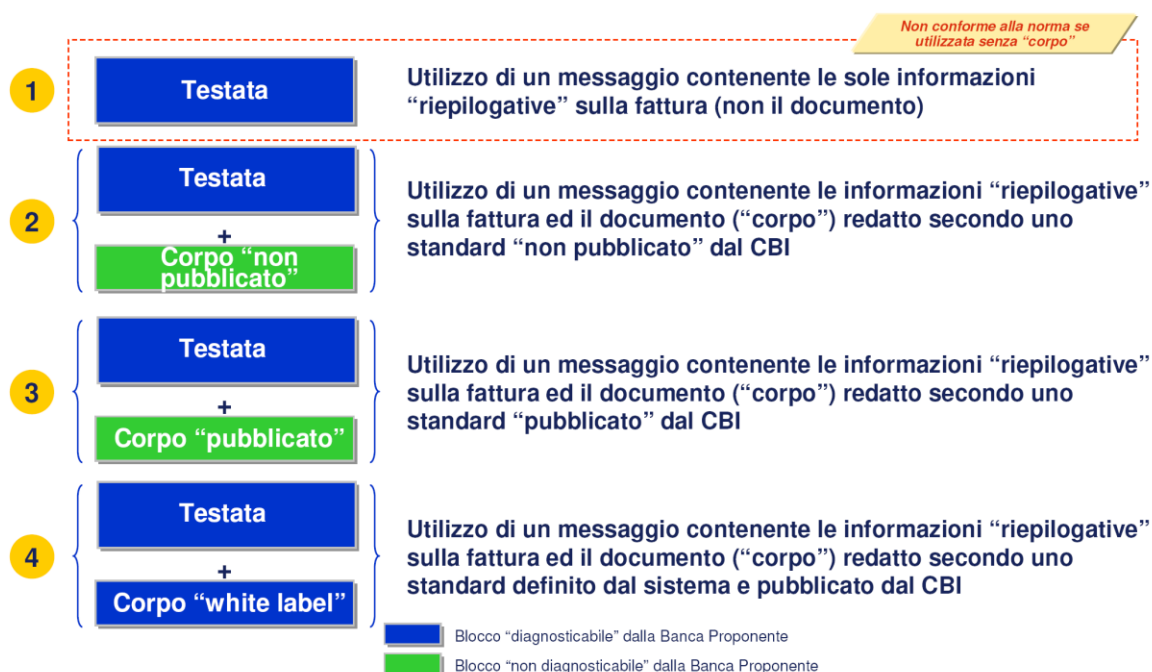 Non conforme alla norma se
utilizzata senza “corpo”
1
Testata
Utilizzo di un messaggio contenente le sole informazioni
“riepilogative” sulla fattura (non il documento)
2
Testata
+
Corpo “non
pubblicato”
Utilizzo di un messaggio contenente le informazioni “riepilogative”
sulla fattura ed il documento (“corpo”) redatto secondo uno
standard “non pubblicato” dal CBI
3
Testata
+
Corpo “pubblicato”
Utilizzo di un messaggio contenente le informazioni “riepilogative”
sulla fattura ed il documento (“corpo”) redatto secondo uno
standard “pubblicato” dal CBI
4
Testata
+
Corpo “white label”
Utilizzo di un messaggio contenente le informazioni “riepilogative”
sulla fattura ed il documento (“corpo”) redatto secondo uno
standard definito dal sistema e pubblicato dal CBI
Blocco “diagnosticabile” dalla Banca Proponente
Blocco “non diagnosticabile” dalla Banca Proponente